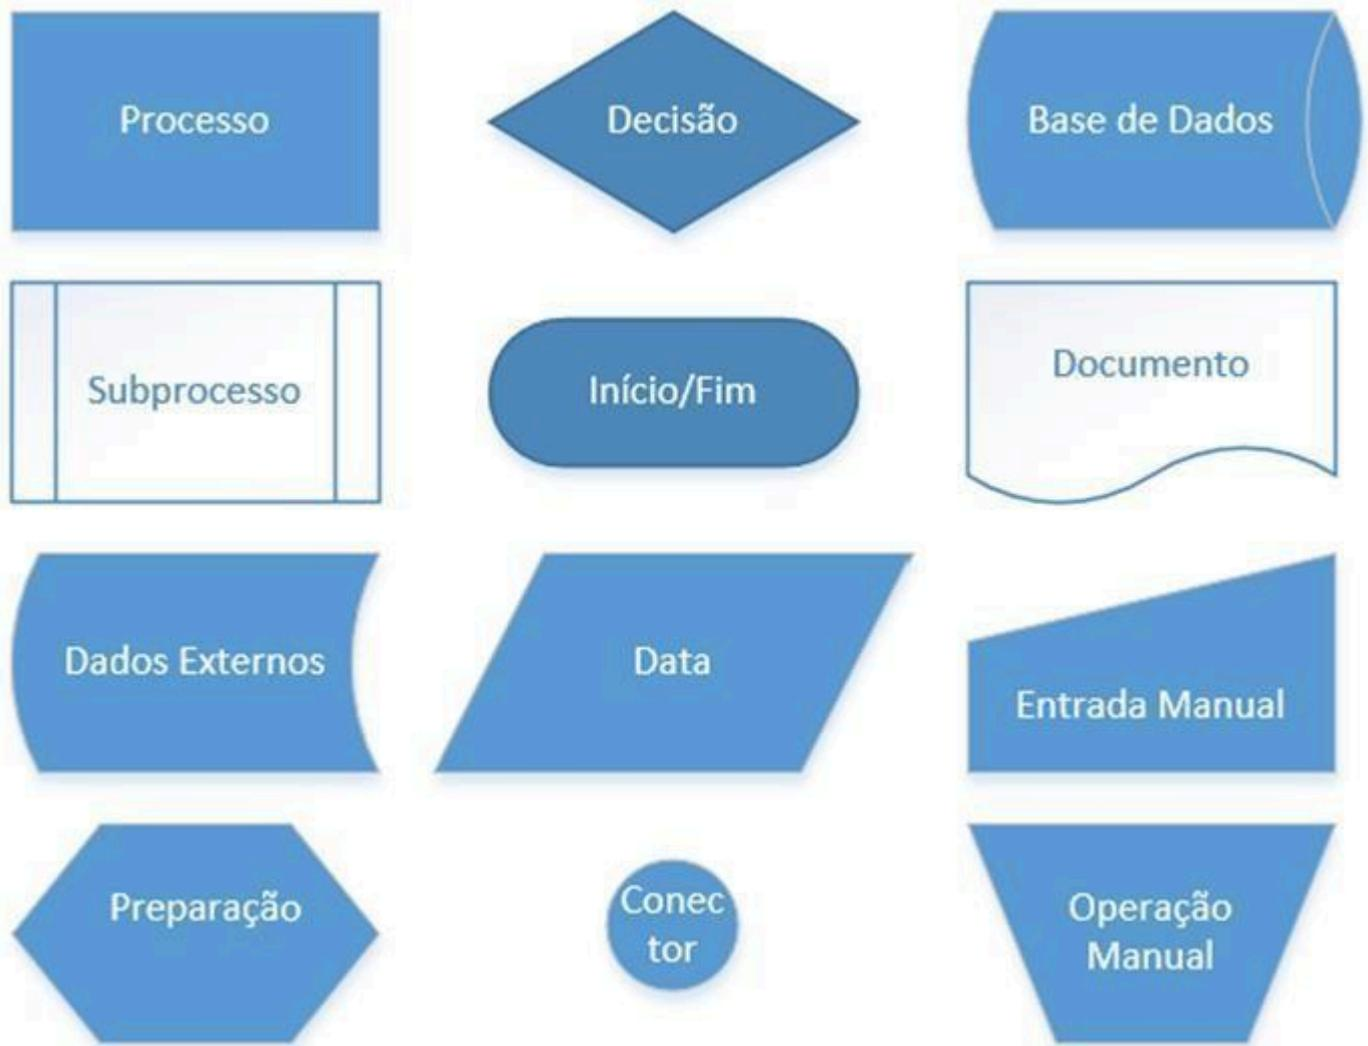 Processo
Decisão
Base de Dados
Subprocesso
Início/Fim
Documento
Dados Externos
Data
Entrada Manual
Preparação
Conec
tor
Operação
Manual